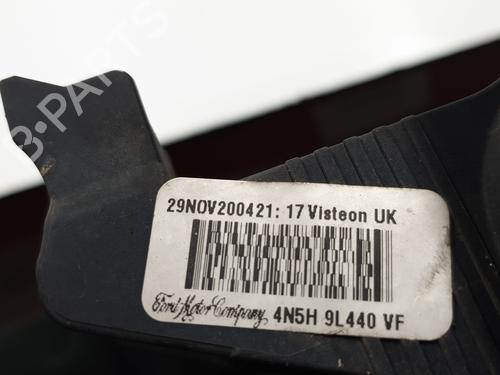 B-PARTS
29NOV200421: 17 Visteon UK
Ford Motor Company 4N5H 9L440 VF